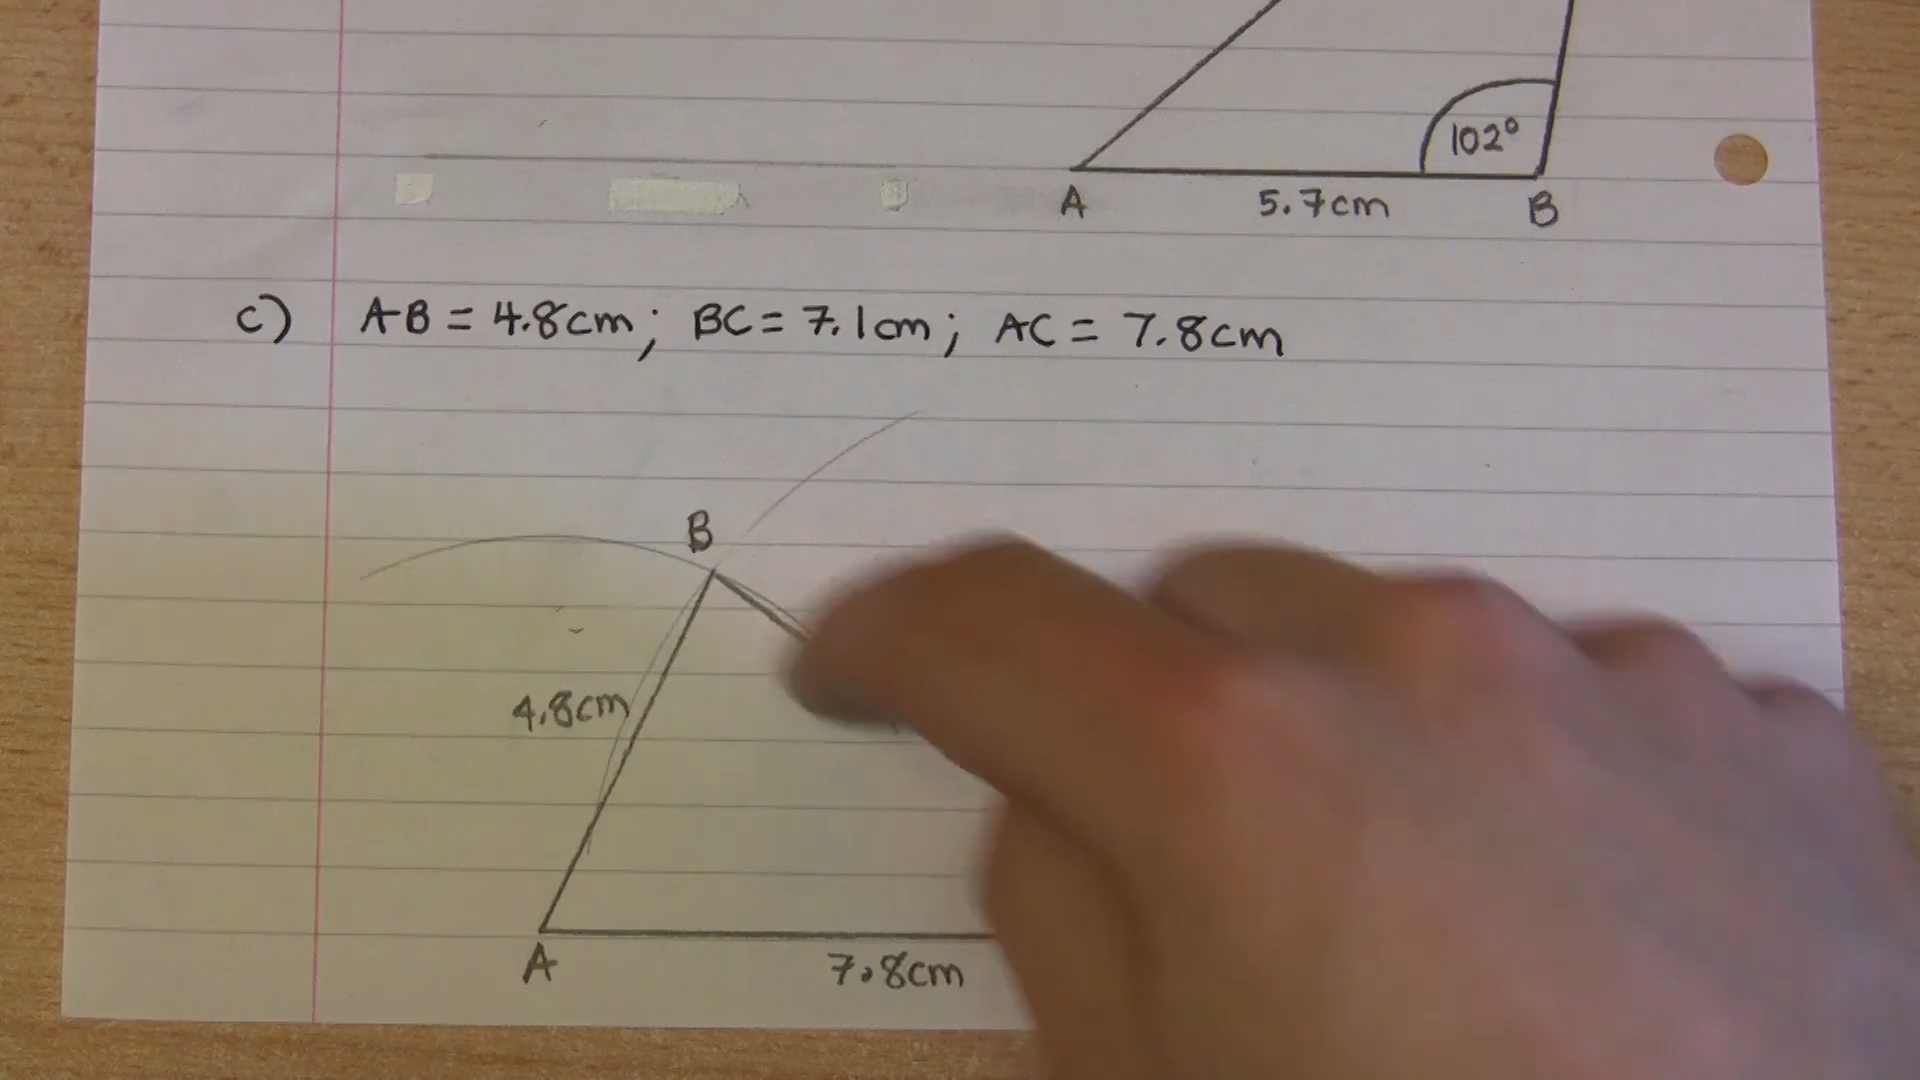 102°
A 5.7cm B
c) AB = 4.8cm; BC = 7.1cm; AC = 7.8cm
B
4.8cm
A
7.8cm